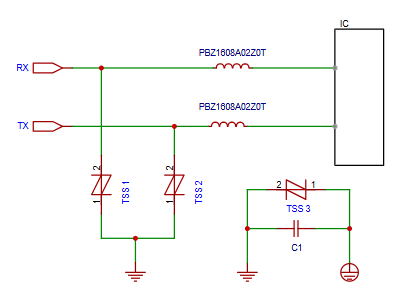 IC
PBZ1608A02Z0T
RX
PBZ1608A02Z0T
TX
2
2
TSS 1
TSS 2
1
1
2
1
TSS 3
C1